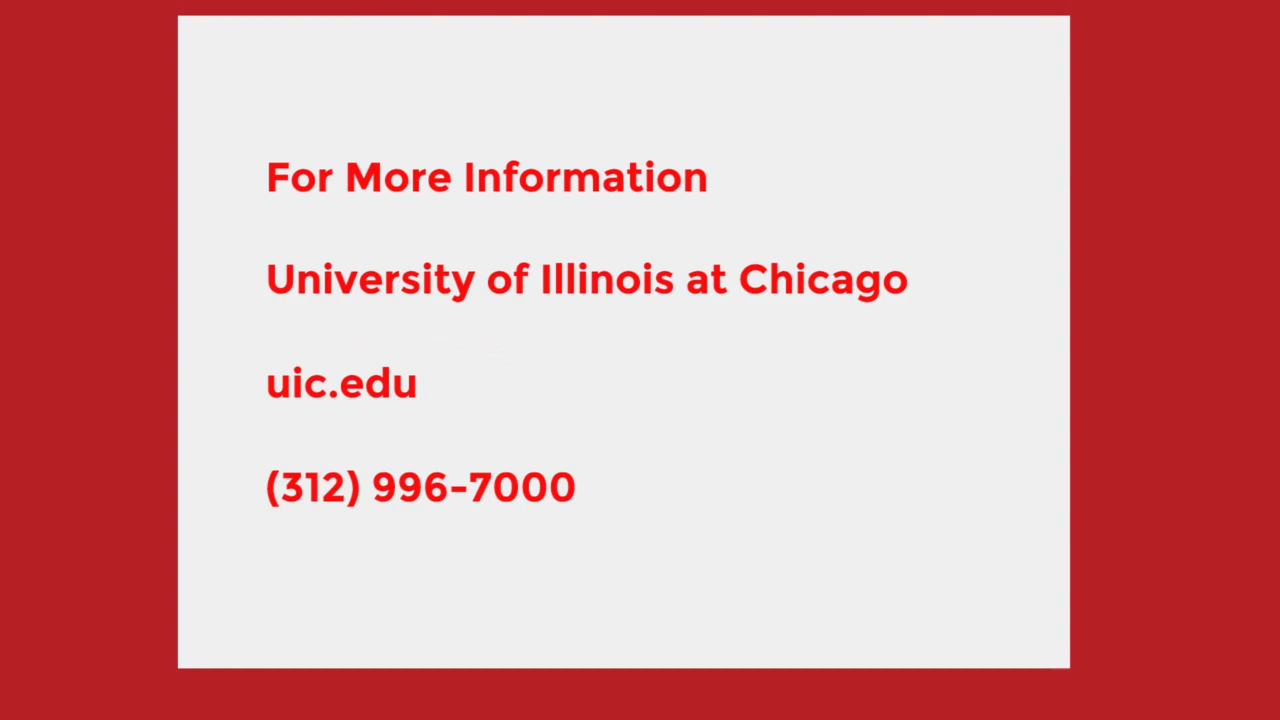 For More Information
University of Illinois at Chicago
uic.edu
(312) 996-7000